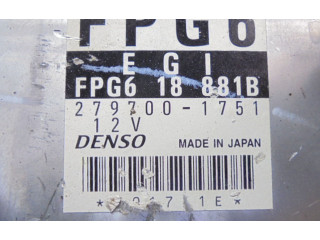 FPG6
EGI
FPG6 18 881B
279700-1751
12V
DENSO MADE IN JAPAN